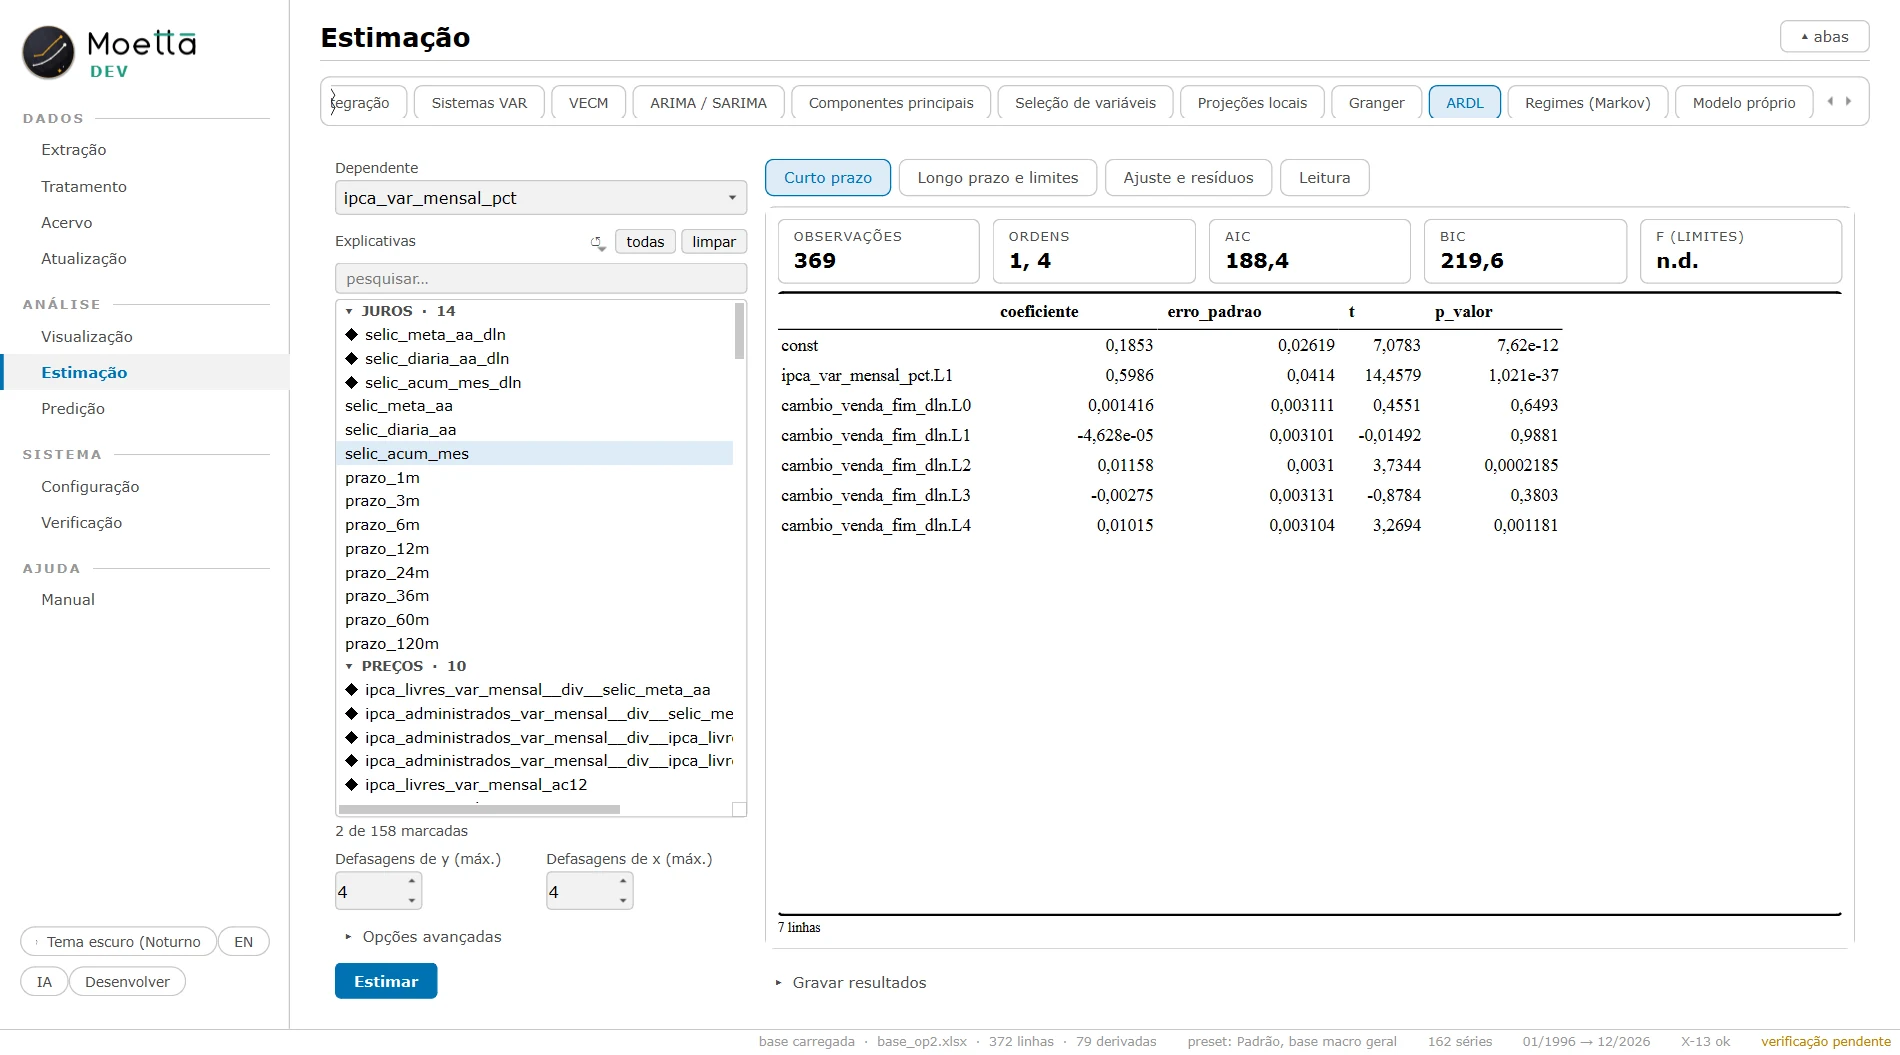 Moetta
DEV
DADOS
Extração
Tratamento
Acervo
Atualização
ANÁLISE
Visualização
Estimação
Predição
SISTEMA
Configuração
Verificação
AJUDA
Manual
Tema escuro (Noturno
EN
IA
Desenvolver
Estimação
abas
egração
Sistemas VAR
VECM
ARIMA / SARIMA
Componentes principais
Seleção de variáveis
Projeções locais
Granger
ARDL
Regimes (Markov)
Modelo próprio
Dependente
ipca_var_mensal_pct
Explicativas
todas
limpar
pesquisar...
JUROS · 14
selic_meta_aa_dln
selic_diaria_aa_dln
selic_acum_mes_dln
selic_meta_aa
selic_diaria_aa
selic_acum_mes
prazo_1m
prazo_3m
prazo_6m
prazo_12m
prazo_24m
prazo_36m
prazo_60m
prazo_120m
PREÇOS · 10
ipca_livres_var_mensal__div__selic_meta_aa
ipca_administrados_var_mensal__div__selic_me
ipca_administrados_var_mensal__div__ipca_livr
ipca_administrados_var_mensal__div__ipca_livr
ipca_livres_var_mensal_ac12
2 de 158 marcadas
Defasagens de y (máx.) Defasagens de x (máx.)
4 4
Opções avançadas
Estimar
Curto prazo
Longo prazo e limites
Ajuste e resíduos
Leitura
OBSERVAÇÕES
369
ORDENS
1, 4
AIC
188,4
BIC
219,6
F (LIMITES)
n.d.
coeficiente erro_padrao t p_valor
const 0,1853 0,02619 7,0783 7,62e-12
ipca_var_mensal_pct.L1 0,5986 0,0414 14,4579 1,021e-37
cambio_venda_fim_dln.L0 0,001416 0,003111 0,4551 0,6493
cambio_venda_fim_dln.L1 -4,628e-05 0,003101 -0,01492 0,9881
cambio_venda_fim_dln.L2 0,01158 0,0031 3,7344 0,0002185
cambio_venda_fim_dln.L3 -0,00275 0,003131 -0,8784 0,3803
cambio_venda_fim_dln.L4 0,01015 0,003104 3,2694 0,001181
7 linhas
Gravar resultados
base carregada · base_op2.xlsx · 372 linhas · 79 derivadas preset: Padrão, base macro geral 162 séries 01/1996 → 12/2026 X-13 ok verificação pendente